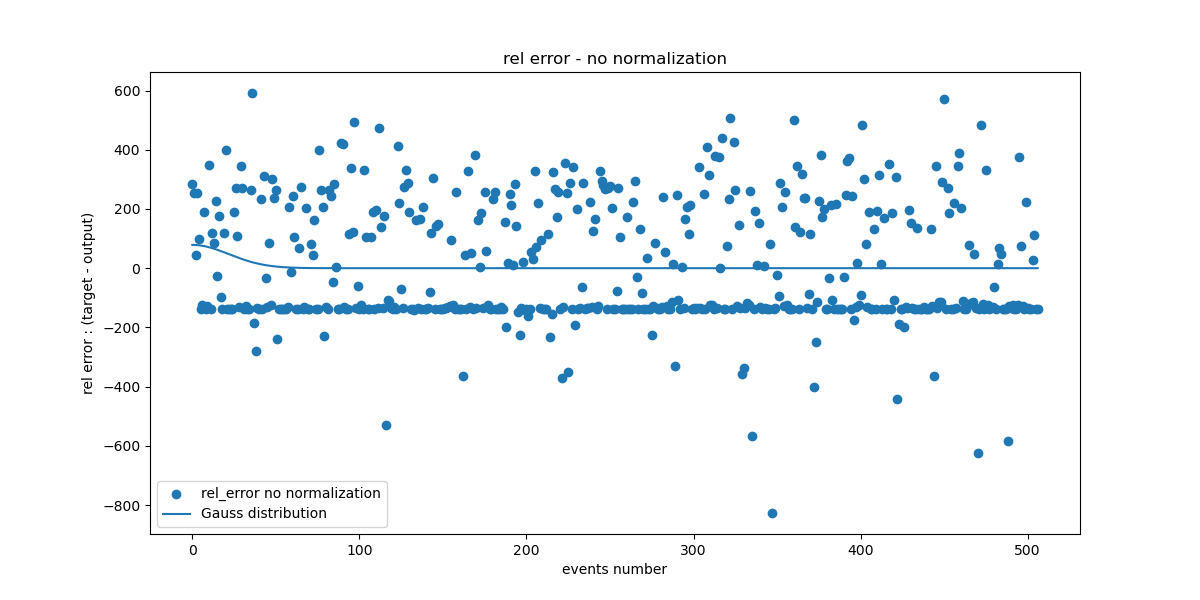 rel error - no normalization
rel error : (target - output)
600
400
200
0
−200
−400
−600
−800
rel_error no normalization
Gauss distribution
0 100 200 300 400 500
events number